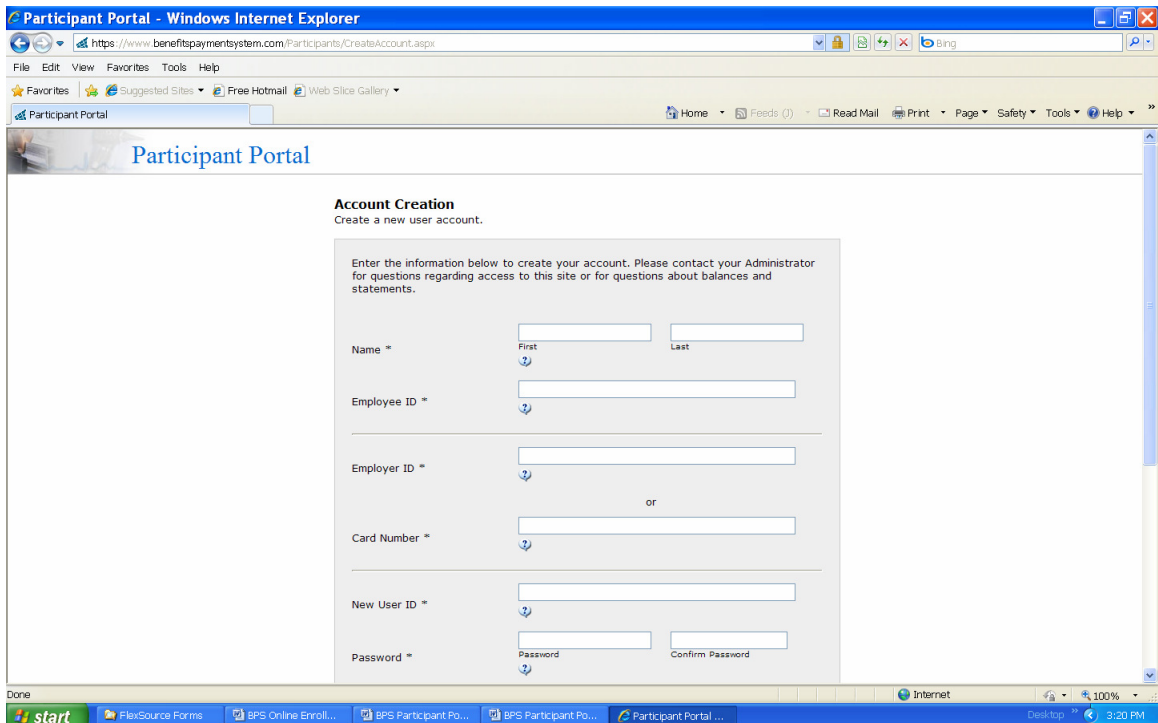 Participant Portal - Windows Internet Explorer
https://www.benefitspaymentsystem.com/Participants/CreateAccount.aspx
Bing
File Edit View Favorites Tools Help
Favorites Suggested Sites Free Hotmail Web Slice Gallery
Participant Portal
Home Feeds (J) Read Mail Print Page Safety Tools Help »
Participant Portal
Account Creation
Create a new user account.
Enter the information below to create your account. Please contact your Administrator
for questions regarding access to this site or for questions about balances and
statements.
Name *
First Last
Employee ID *
Employer ID *
or
Card Number *
New User ID *
Password *
Password Confirm Password
Done Internet 100%
start FlexSource Forms BPS Online Enroll... BPS Participant Po... BPS Participant Po... Participant Portal ... Desktop » 3:20 PM